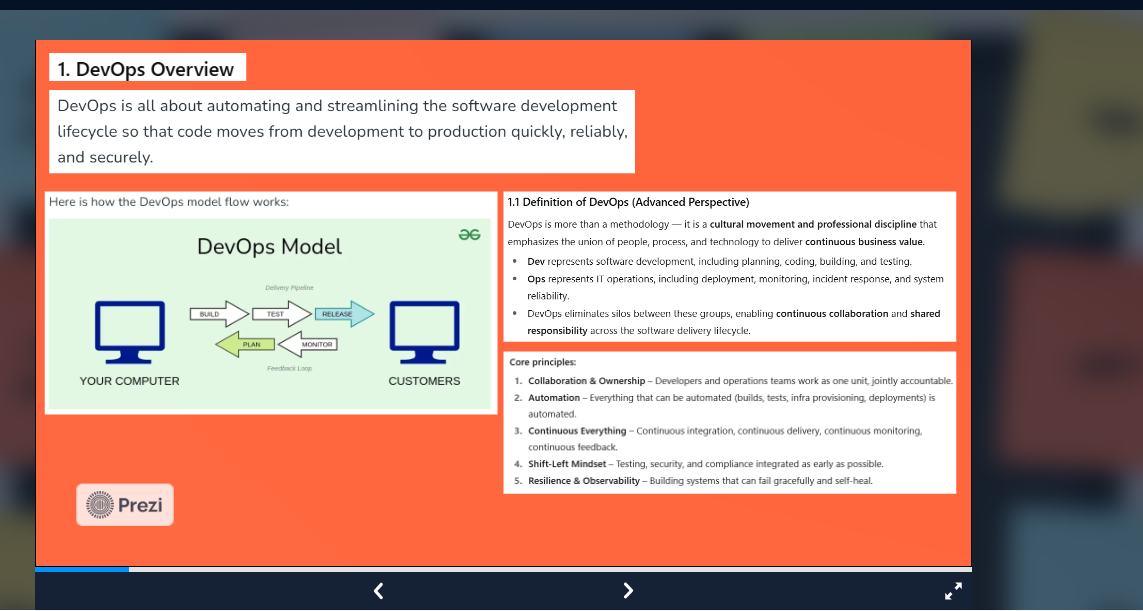 1. DevOps Overview
DevOps is all about automating and streamlining the software development
lifecycle so that code moves from development to production quickly, reliably,
and securely.
Here is how the DevOps model flow works:
DevOps Model
Delivery Pipeline
BUILD
TEST
RELEASE
PLAN
MONITOR
Feedback Loop
YOUR COMPUTER
CUSTOMERS
1.1 Definition of DevOps (Advanced Perspective)
DevOps is more than a methodology — it is a cultural movement and professional discipline that
emphasizes the union of people, process, and technology to deliver continuous business value.
• Dev represents software development, including planning, coding, building, and testing.
• Ops represents IT operations, including deployment, monitoring, incident response, and system
reliability.
• DevOps eliminates silos between these groups, enabling continuous collaboration and shared
responsibility across the software delivery lifecycle.
Core principles:
1. Collaboration & Ownership – Developers and operations teams work as one unit, jointly accountable.
2. Automation – Everything that can be automated (builds, tests, infra provisioning, deployments) is
automated.
3. Continuous Everything – Continuous integration, continuous delivery, continuous monitoring,
continuous feedback.
4. Shift-Left Mindset – Testing, security, and compliance integrated as early as possible.
5. Resilience & Observability – Building systems that can fail gracefully and self-heal.
Prezi